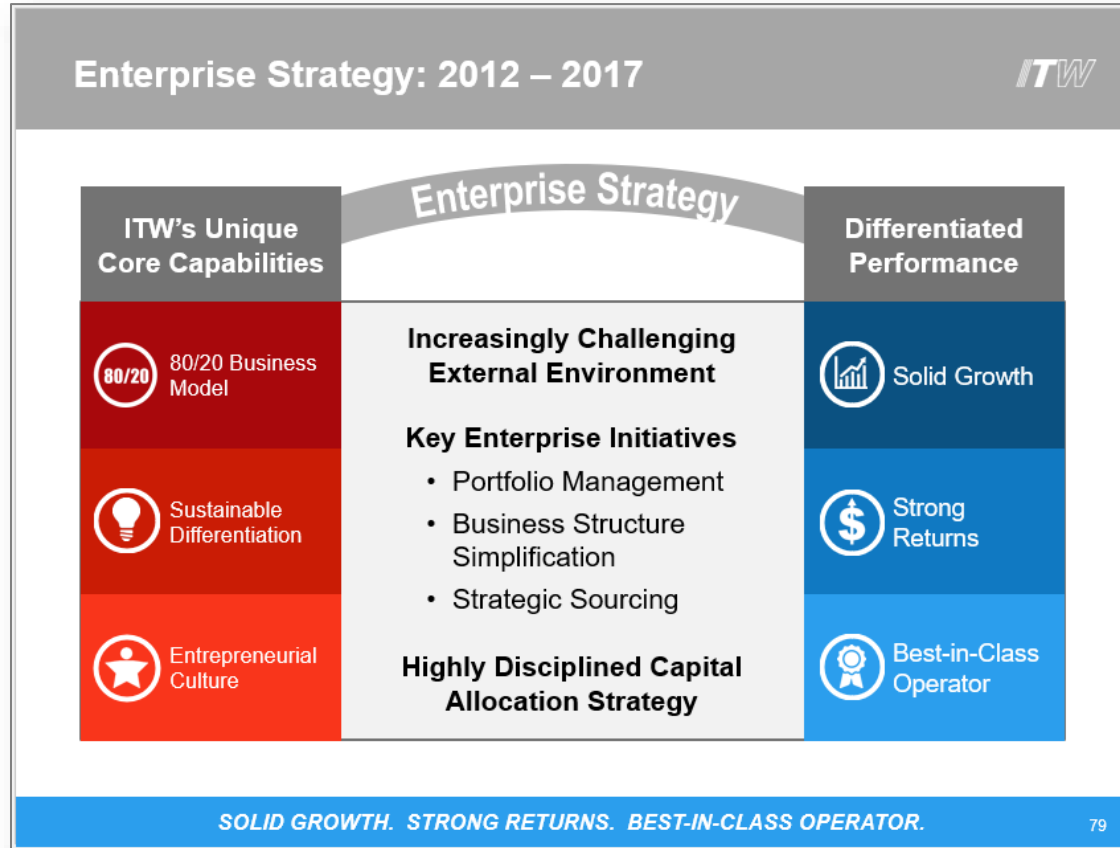 Enterprise Strategy: 2012 – 2017
ITW
Enterprise Strategy
ITW's Unique
Core Capabilities
80/20
80/20 Business
Model
Sustainable
Differentiation
Entrepreneurial
Culture
Increasingly Challenging
External Environment
Key Enterprise Initiatives
• Portfolio Management
• Business Structure
Simplification
• Strategic Sourcing
Highly Disciplined Capital
Allocation Strategy
Differentiated
Performance
Solid Growth
$
Strong
Returns
Best-in-Class
Operator
SOLID GROWTH. STRONG RETURNS. BEST-IN-CLASS OPERATOR.
79